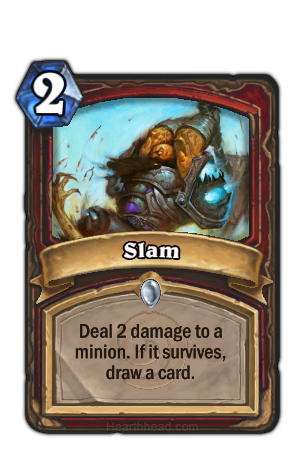 2
Slam
Deal 2 damage to a
minion. If it survives,
draw a card.
Hearthhead.com